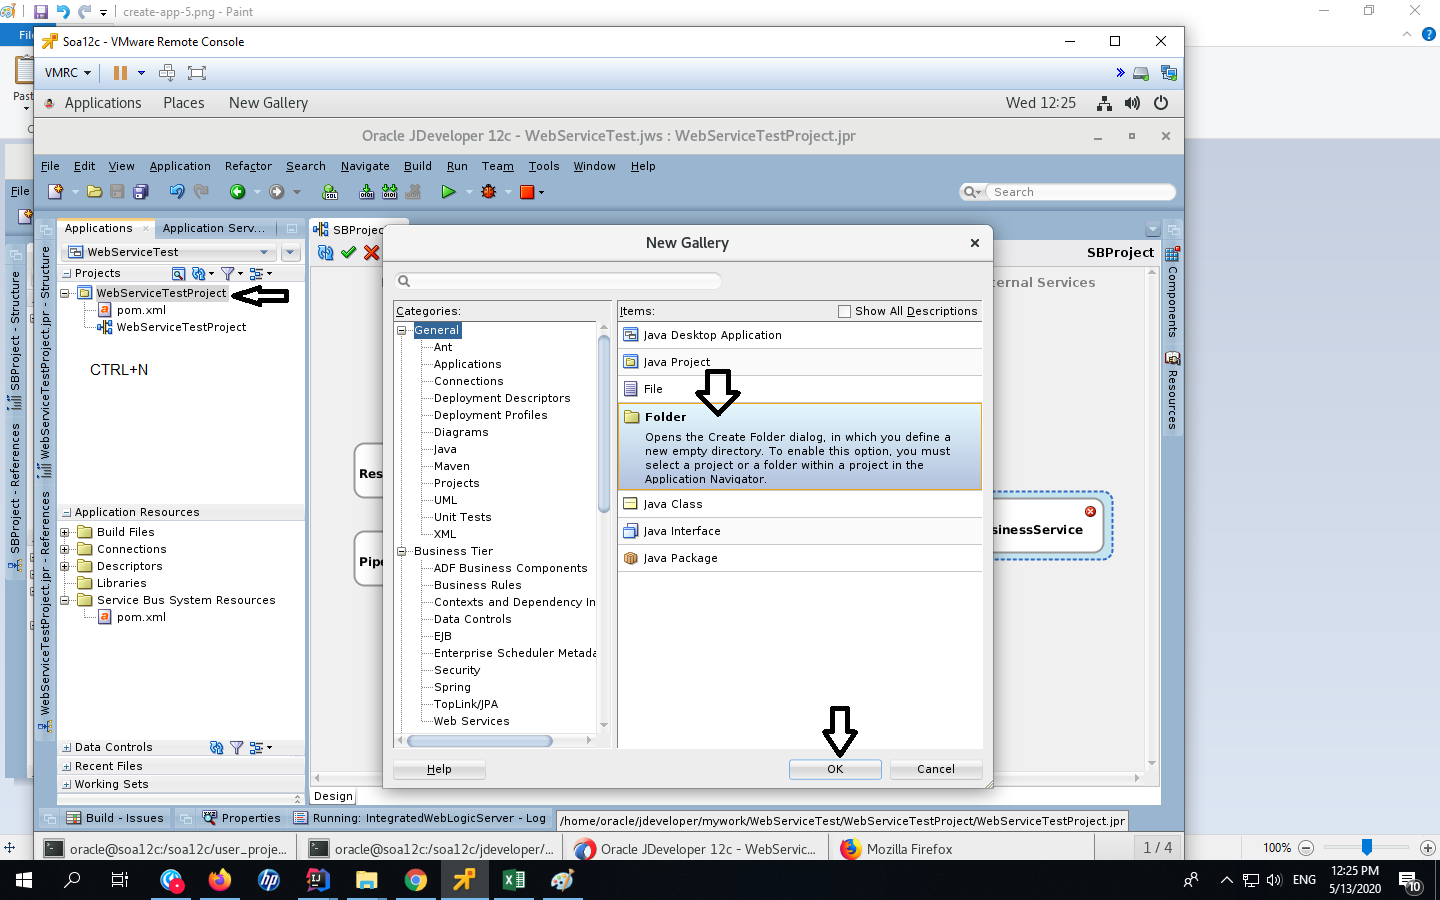 create-app-5.png - Paint
Fil
Past
C
Soa12c - VMware Remote Console
VMRC
Applications
Places
New Gallery
Wed 12:25
Oracle JDeveloper 12c - WebServiceTest.jws : WebServiceTestProject.jpr
File
File Edit View Application Refactor Search Navigate Build Run Team Tools Window Help
Search
Applications
Application Serv...
SBProjec
WebServiceTest
SBProject
Projects
WebServiceTestProject
pom.xml
WebServiceTestProject
CTRL+N
Application Resources
Build Files
Connections
Descriptors
Libraries
Service Bus System Resources
pom.xml
Data Controls
Recent Files
Working Sets
SBProject - Structure
SBProject - References
WebServiceTestProject.jpr - Structure
WebServiceTestProject.jpr - References
ernal Services
Res
Pipe
sinessService
Components
Resources
New Gallery
Categories:
General
Ant
Applications
Connections
Deployment Descriptors
Deployment Profiles
Diagrams
Java
Maven
Projects
UML
Unit Tests
XML
Business Tier
ADF Business Components
Business Rules
Contexts and Dependency In
Data Controls
EJB
Enterprise Scheduler Metada
Security
Spring
TopLink/JPA
Web Services
Items:
Show All Descriptions
Java Desktop Application
Java Project
File
Folder
Opens the Create Folder dialog, in which you define a
new empty directory. To enable this option, you must
select a project or a folder within a project in the
Application Navigator.
Java Class
Java Interface
Java Package
Help
OK
Cancel
Design
Build - Issues
Properties
Running: IntegratedWebLogicServer - Log
/home/oracle/jdeveloper/mywork/WebServiceTest/WebServiceTestProject/WebServiceTestProject.jpr
oracle@soa12c:/soa12c/user_proje...
oracle@soa12c:/soa12c/jdeveloper/...
Oracle JDeveloper 12c - WebServic...
Mozilla Firefox
1 / 4
100%
ENG
12:25 PM
5/13/2020
10